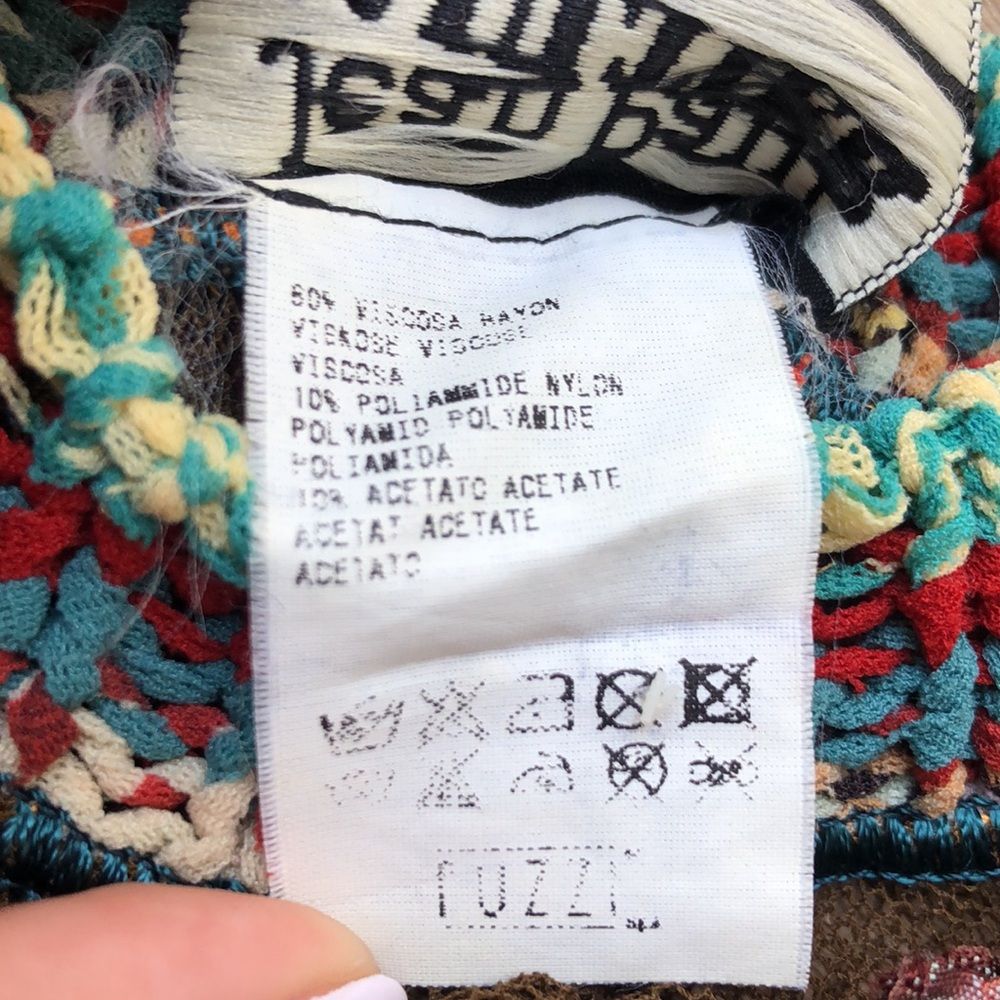 80% VISCOSA RAYON
VISKOSE VISCOSE
VISCOSA
10% POLIAMMIDE NYLON
POLYAMID POLYAMIDE
POLIAMIDA
10% ACETATO ACETATE
ACETAT ACETATE
ACETATO
FUZZI